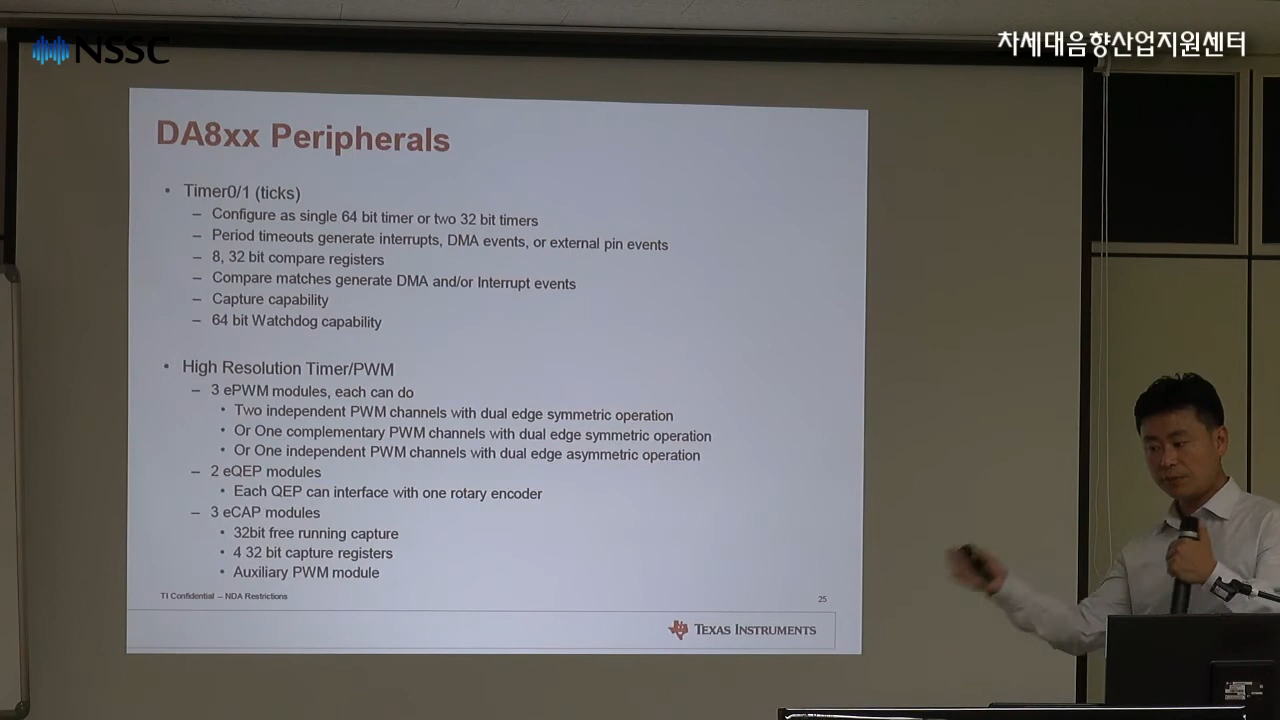 NSSC
차세대음향산업지원센터
DA8xx Peripherals
• Timer0/1 (ticks)
– Configure as single 64 bit timer or two 32 bit timers
– Period timeouts generate interrupts, DMA events, or external pin events
– 8, 32 bit compare registers
– Compare matches generate DMA and/or Interrupt events
– Capture capability
– 64 bit Watchdog capability
• High Resolution Timer/PWM
– 3 ePWM modules, each can do
• Two independent PWM channels with dual edge symmetric operation
• Or One complementary PWM channels with dual edge symmetric operation
• Or One independent PWM channels with dual edge asymmetric operation
– 2 eQEP modules
• Each QEP can interface with one rotary encoder
– 3 eCAP modules
• 32bit free running capture
• 4 32 bit capture registers
• Auxiliary PWM module
TI Confidential – NDA Restrictions
25
TEXAS INSTRUMENTS